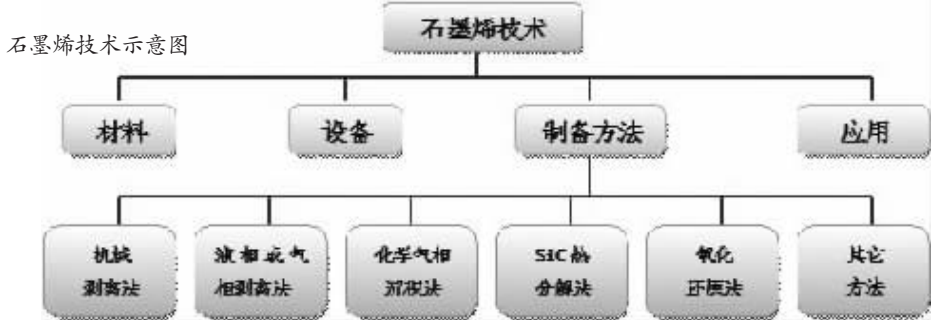 石墨烯技术
石墨烯技术示意图
材料
设备
制备方法
应用
机械
剥离法
液相或气
相剥离法
化学气相
沉积法
SiC热
分解法
氧化
还原法
其它
方法